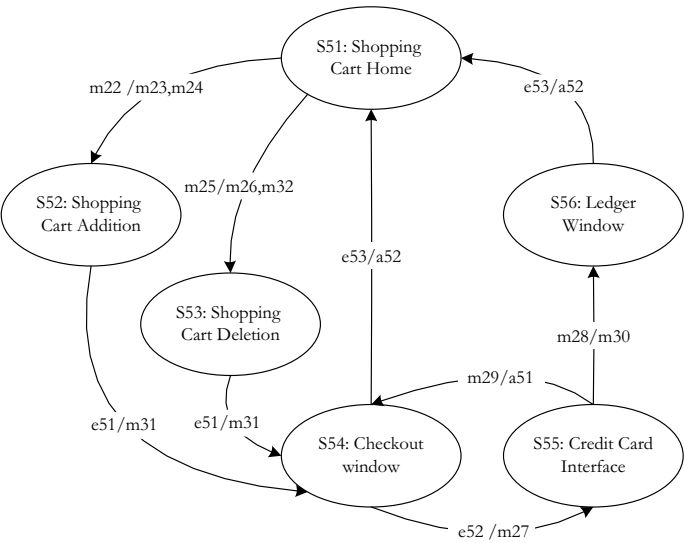 S51: Shopping
Cart Home
m22 /m23,m24
e53/a52
m25/m26,m32
S52: Shopping
Cart Addition
S56: Ledger
Window
e53/a52
S53: Shopping
Cart Deletion
m28/m30
m29/a51
e51/m31
e51/m31
S54: Checkout
window
S55: Credit Card
Interface
e52 /m27